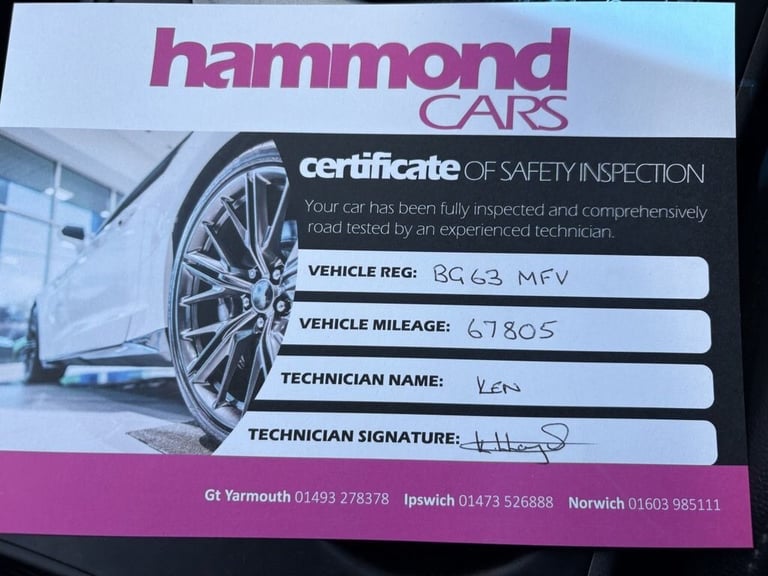 hammond
CARS
certificate OF SAFETY INSPECTION
Your car has been fully inspected and comprehensively
road tested by an experienced technician.
VEHICLE REG: BG63 MFV
VEHICLE MILEAGE: 67805
TECHNICIAN NAME: KEN
TECHNICIAN SIGNATURE:
Gt Yarmouth 01493 278378 Ipswich 01473 526888 Norwich 01603 985111